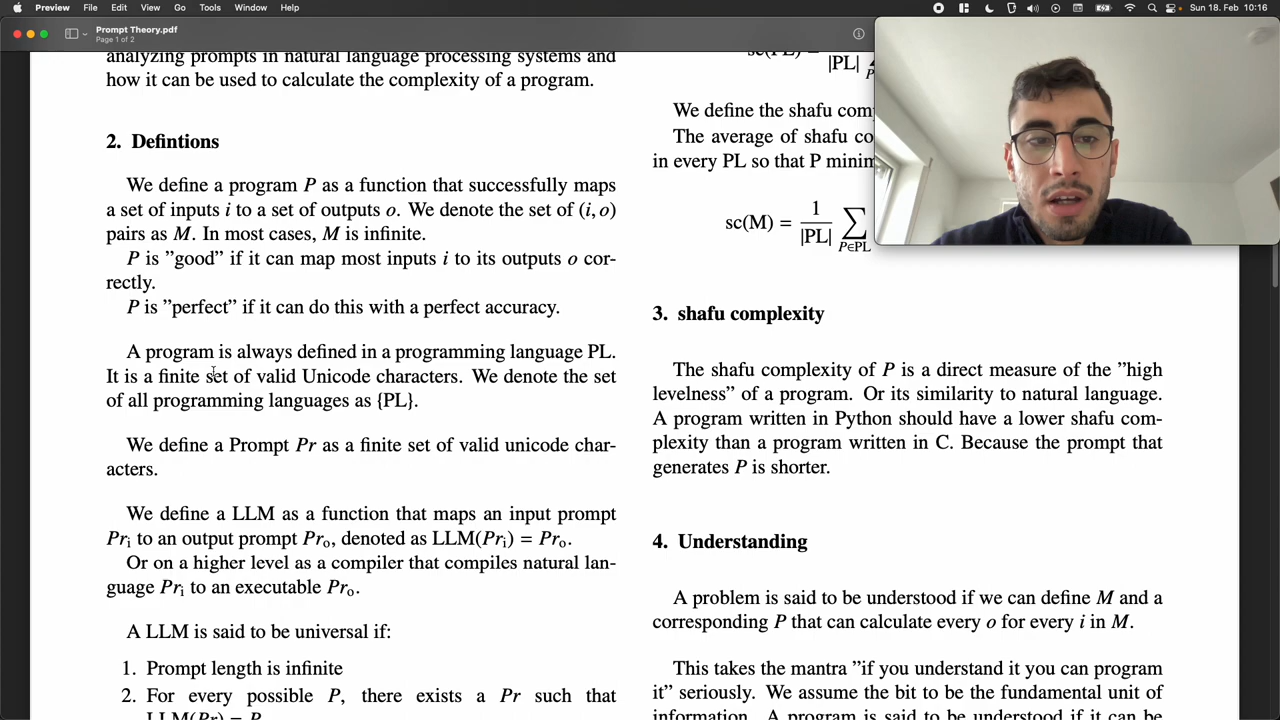 Preview File Edit View Go Tools Window Help
Sun 18. Feb 10:16
Prompt Theory.pdf
Page 1 of 2
analyzing prompts in natural language processing systems and
how it can be used to calculate the complexity of a program.
2. Defintions
We define a program P as a function that successfully maps
a set of inputs i to a set of outputs o. We denote the set of (i, o)
pairs as M. In most cases, M is infinite.
P is ”good” if it can map most inputs i to its outputs o cor-
rectly.
P is ”perfect” if it can do this with a perfect accuracy.
A program is always defined in a programming language PL.
It is a finite set of valid Unicode characters. We denote the set
of all programming languages as {PL}.
We define a Prompt Pr as a finite set of valid unicode char-
acters.
We define a LLM as a function that maps an input prompt
Prᵢ to an output prompt Prₒ, denoted as LLM(Prᵢ) = Prₒ.
Or on a higher level as a compiler that compiles natural lan-
guage Prᵢ to an executable Prₒ.
A LLM is said to be universal if:
1. Prompt length is infinite
2. For every possible P, there exists a Pr such that
LLM(Pr) = P
sc(PL) =
|PL|
We define the shafu com
The average of shafu co
in every PL so that P minim
sc(M) = 1/|PL| ∑ P∈PL
3. shafu complexity
The shafu complexity of P is a direct measure of the ”high
levelness” of a program. Or its similarity to natural language.
A program written in Python should have a lower shafu com-
plexity than a program written in C. Because the prompt that
generates P is shorter.
4. Understanding
A problem is said to be understood if we can define M and a
corresponding P that can calculate every o for every i in M.
This takes the mantra ”if you understand it you can program
it” seriously. We assume the bit to be the fundamental unit of
information. A program is said to be understood if it can be